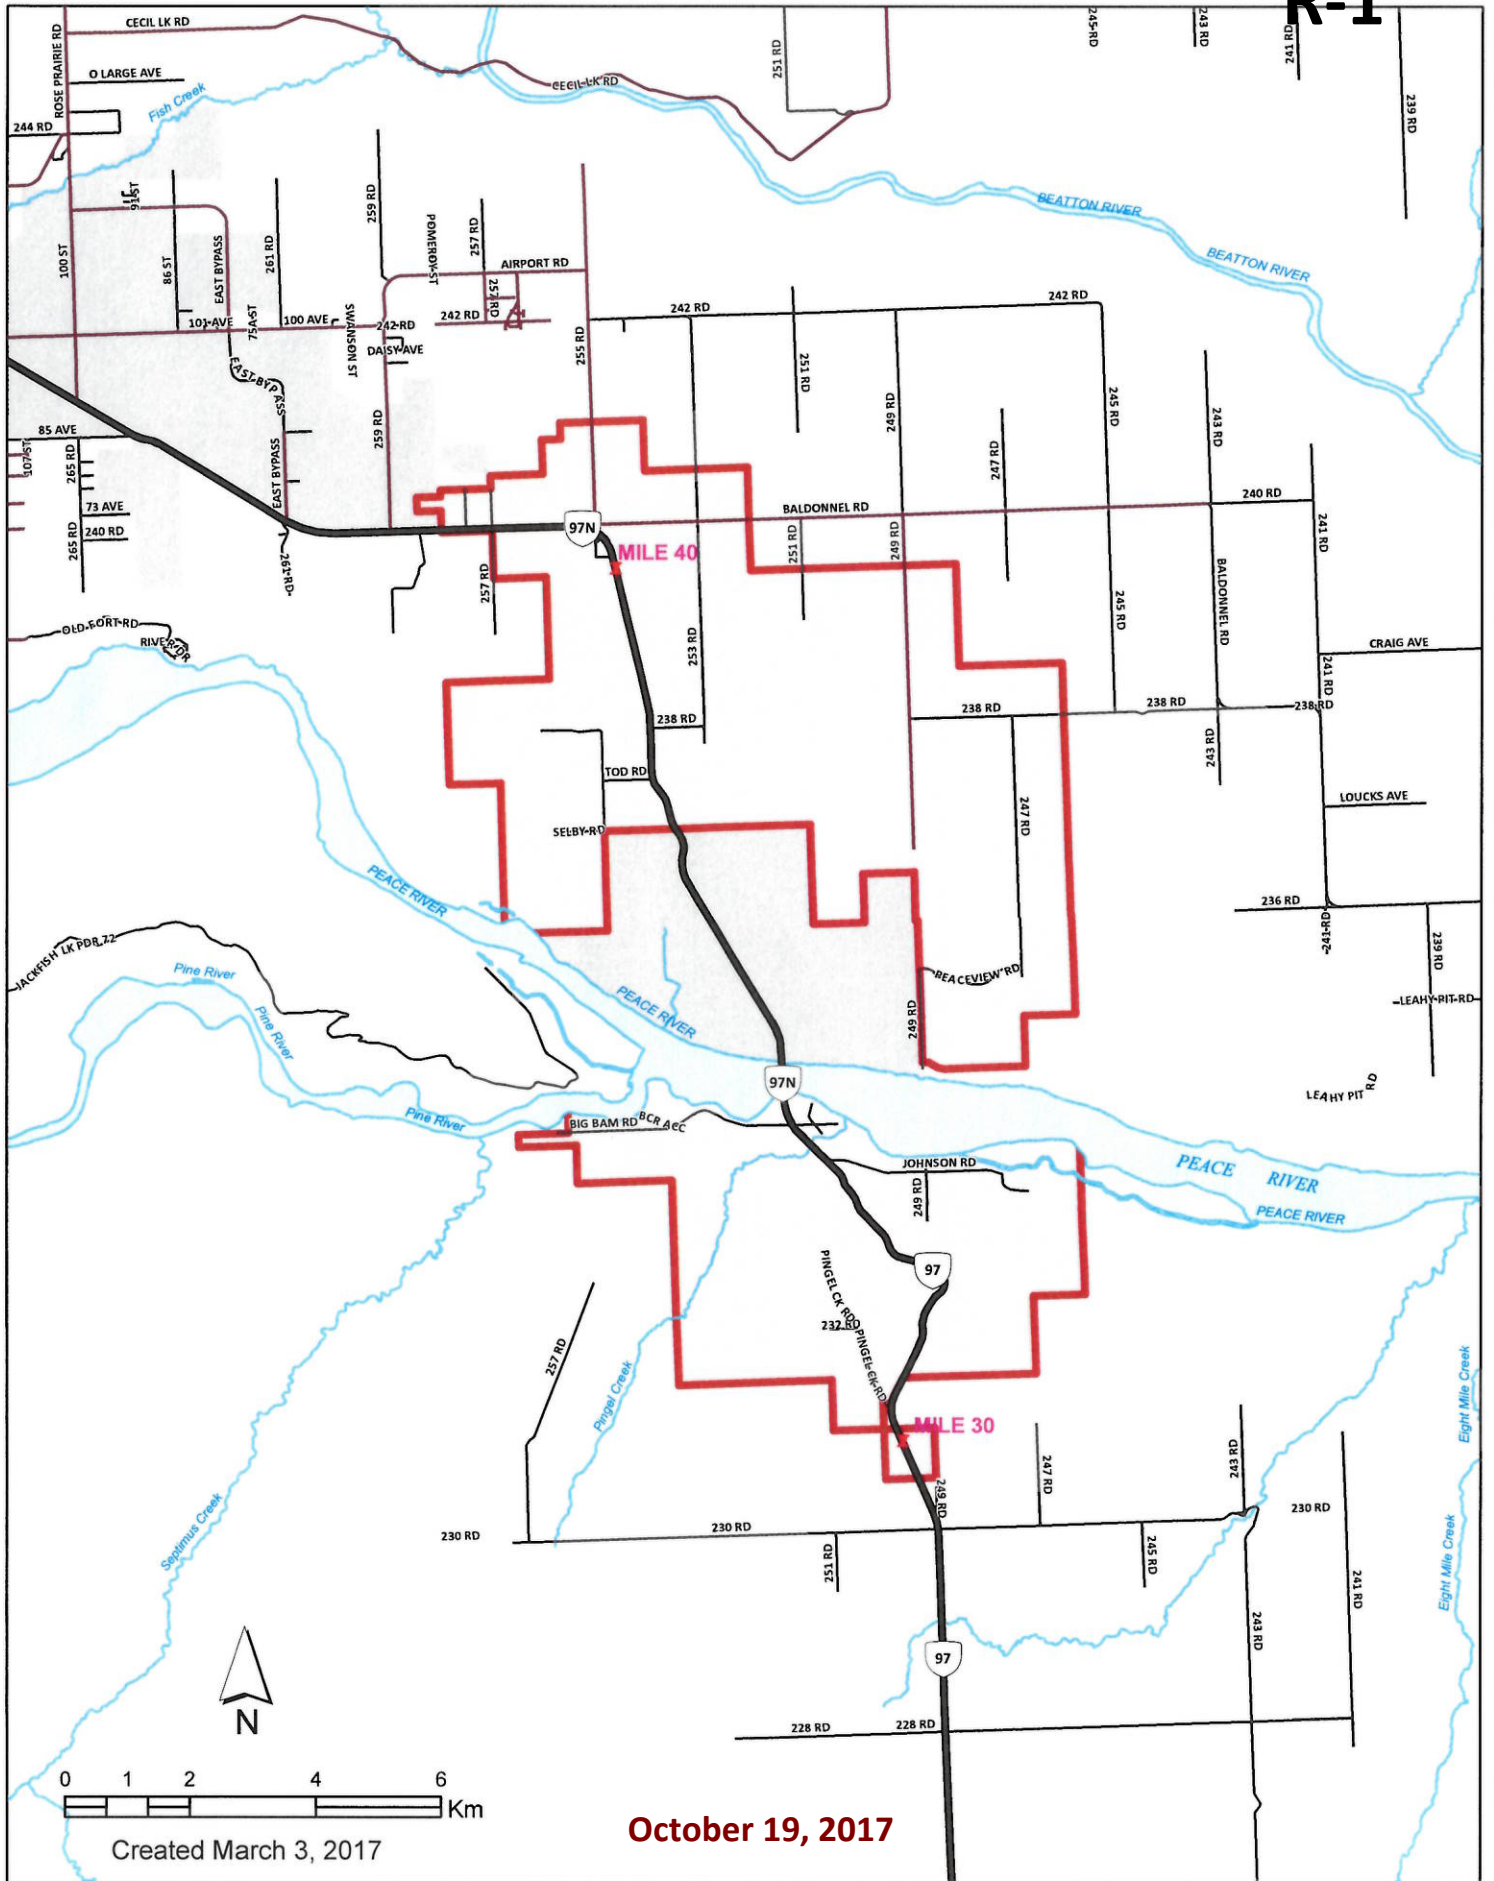 R-1
CECIL LK RD
ROSE PRAIRIE RD
O LARGE AVE
Fish Creek
244 RD
CECIL LK RD
251 RD
245 RD
243 RD
241 RD
239 RD
91 ST
259 RD
POMEROY ST
257 RD
BEATTON RIVER
BEATTON RIVER
100 ST
86 ST
EAST BYPASS
261 RD
AIRPORT RD
257 RD
242 RD
101 AVE
75A ST
100 AVE
SWANSON ST
242 RD
DAISY AVE
255 RD
242 RD
242 RD
EAST BYPASS
251 RD
249 RD
245 RD
243 RD
85 AVE
107 ST
265 RD
EAST BYPASS
259 RD
247 RD
73 AVE
240 RD
265 RD
261 RD
97N
BALDONNEL RD
240 RD
MILE 40
251 RD
249 RD
241 RD
257 RD
245 RD
BALDONNEL RD
OLD FORT RD
RIVER DR
253 RD
CRAIG AVE
241 RD
238 RD
238 RD
238 RD
238 RD
243 RD
TOD RD
247 RD
LOUCKS AVE
SELBY RD
PEACE RIVER
236 RD
241 RD
239 RD
JACKFISH LK PDR 72
Pine River
Pine River
PEACE RIVER
PEACEVIEW RD
249 RD
LEAHY PIT RD
97N
LEAHY PIT RD
Pine River
BIG BAM RD
BCR ACC
JOHNSON RD
249 RD
PEACE RIVER
PEACE RIVER
97
PINGEL CK RD
232 RD
PINGEL CK RD
257 RD
Pingel Creek
Eight Mile Creek
MILE 30
247 RD
243 RD
249 RD
230 RD
230 RD
230 RD
Septimus Creek
251 RD
245 RD
241 RD
Eight Mile Creek
243 RD
97
228 RD
228 RD
N
0 1 2 4 6
Km
October 19, 2017
Created March 3, 2017